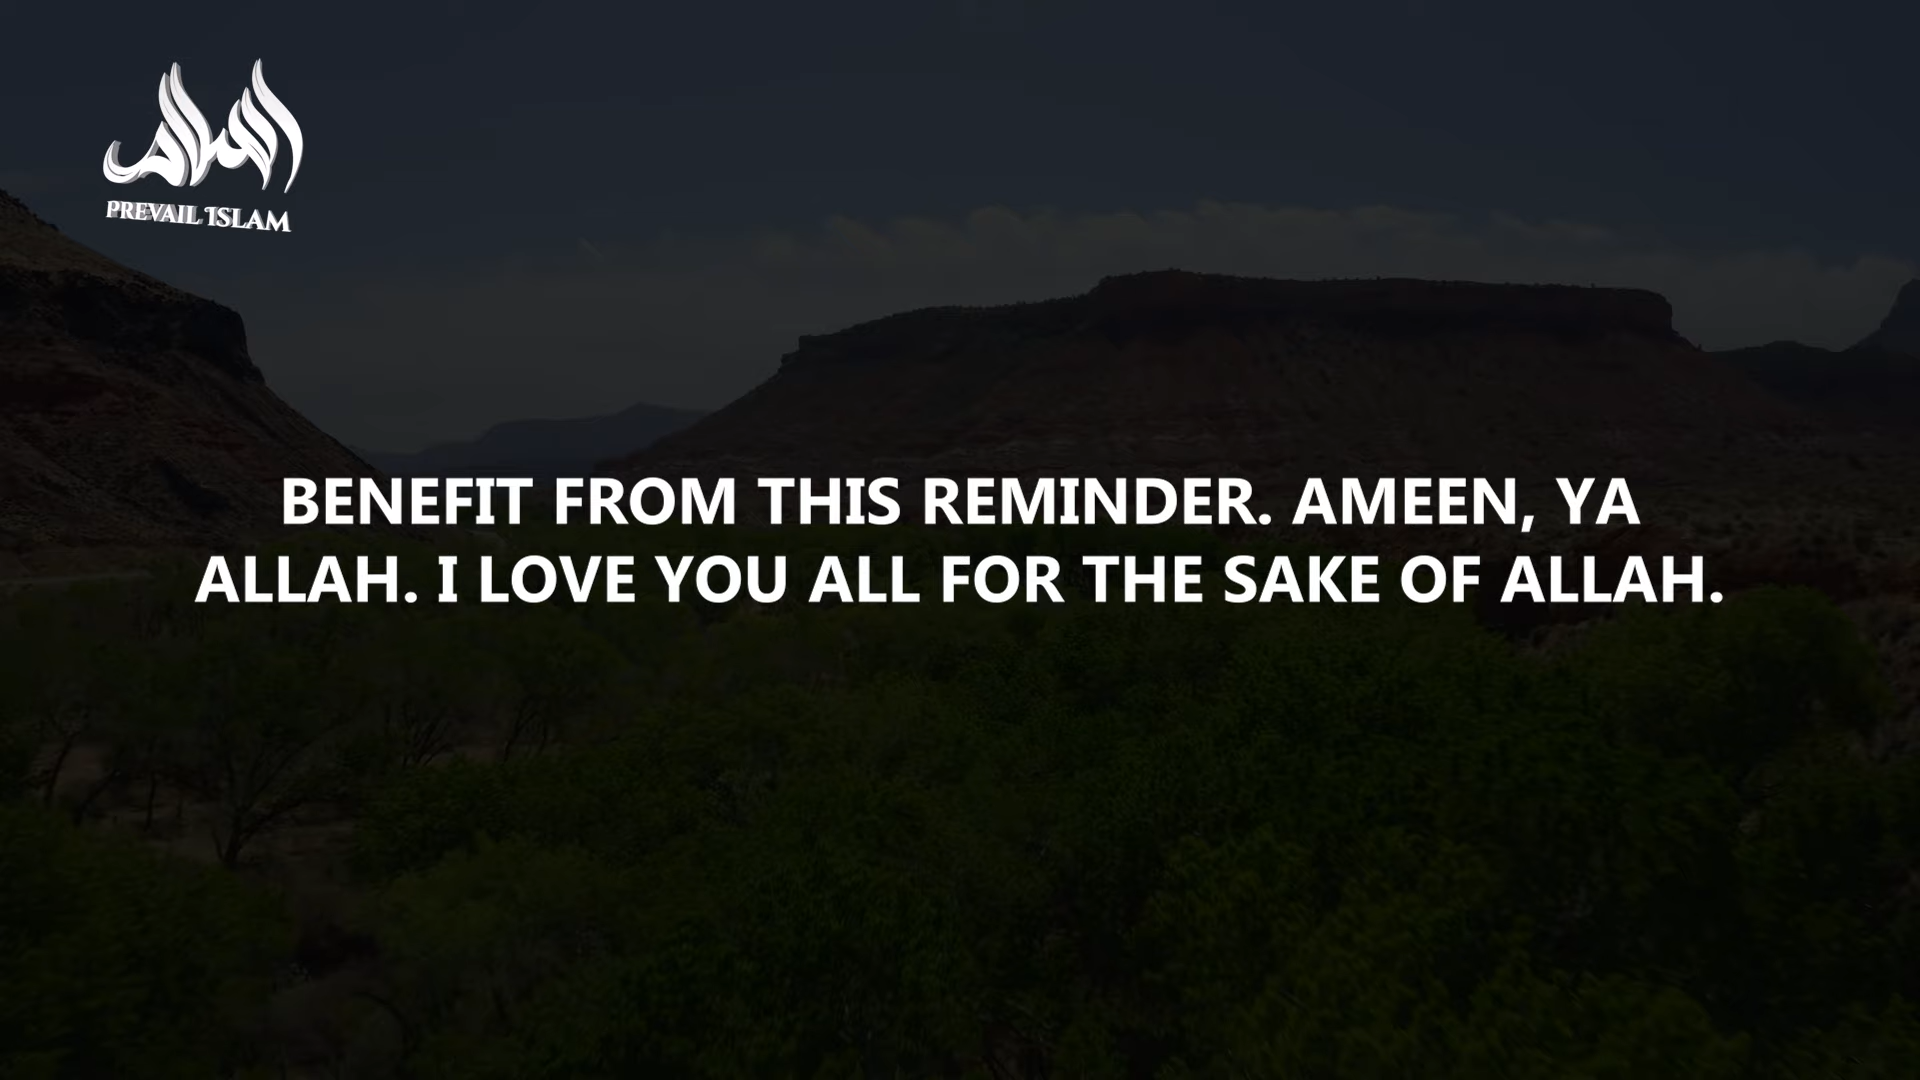 PREVAIL ISLAM
BENEFIT FROM THIS REMINDER. AMEEN, YA
ALLAH. I LOVE YOU ALL FOR THE SAKE OF ALLAH.